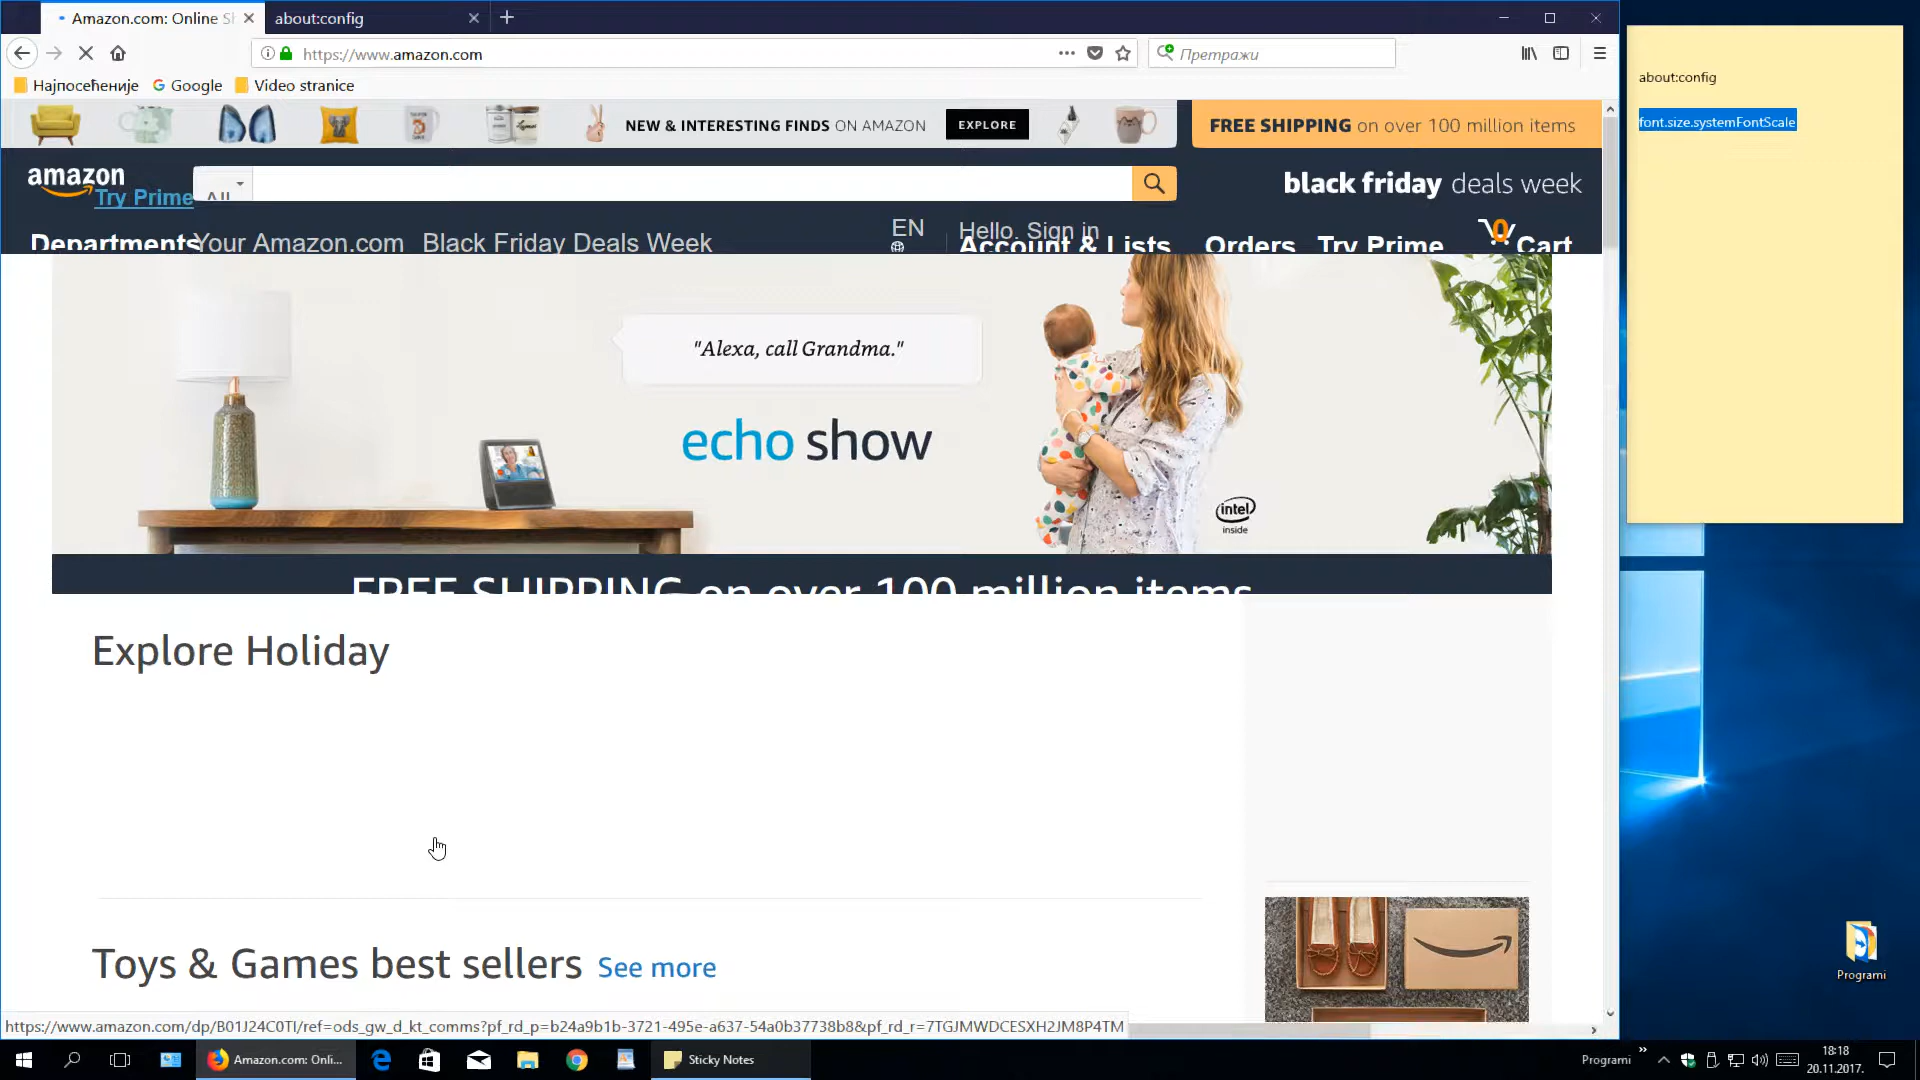 Amazon.com: Online Sh
about:config
https://www.amazon.com
Претражи
Најпосећеније
Google
Video stranice
about:config
font.size.systemFontScale
NEW & INTERESTING FINDS ON AMAZON
EXPLORE
FREE SHIPPING on over 100 million items
amazon
Try Prime
All
black friday deals week
Departments
Your Amazon.com
Black Friday Deals Week
EN
Hello. Sign in
Account & Lists
Orders
Try Prime
0
Cart
"Alexa, call Grandma."
echo show
intel
inside
FREE SHIPPING on over 100 million items
Explore Holiday
Toys & Games best sellers
See more
https://www.amazon.com/dp/B01J24C0TI/ref=ods_gw_d_kt_comms?pf_rd_p=b24a9b1b-3721-495e-a637-54a0b37738b8&pf_rd_r=7TGJMWDCESXH2JM8P4TM
Programi
Amazon.com: Onli...
Sticky Notes
Programi
18:18
20.11.2017.